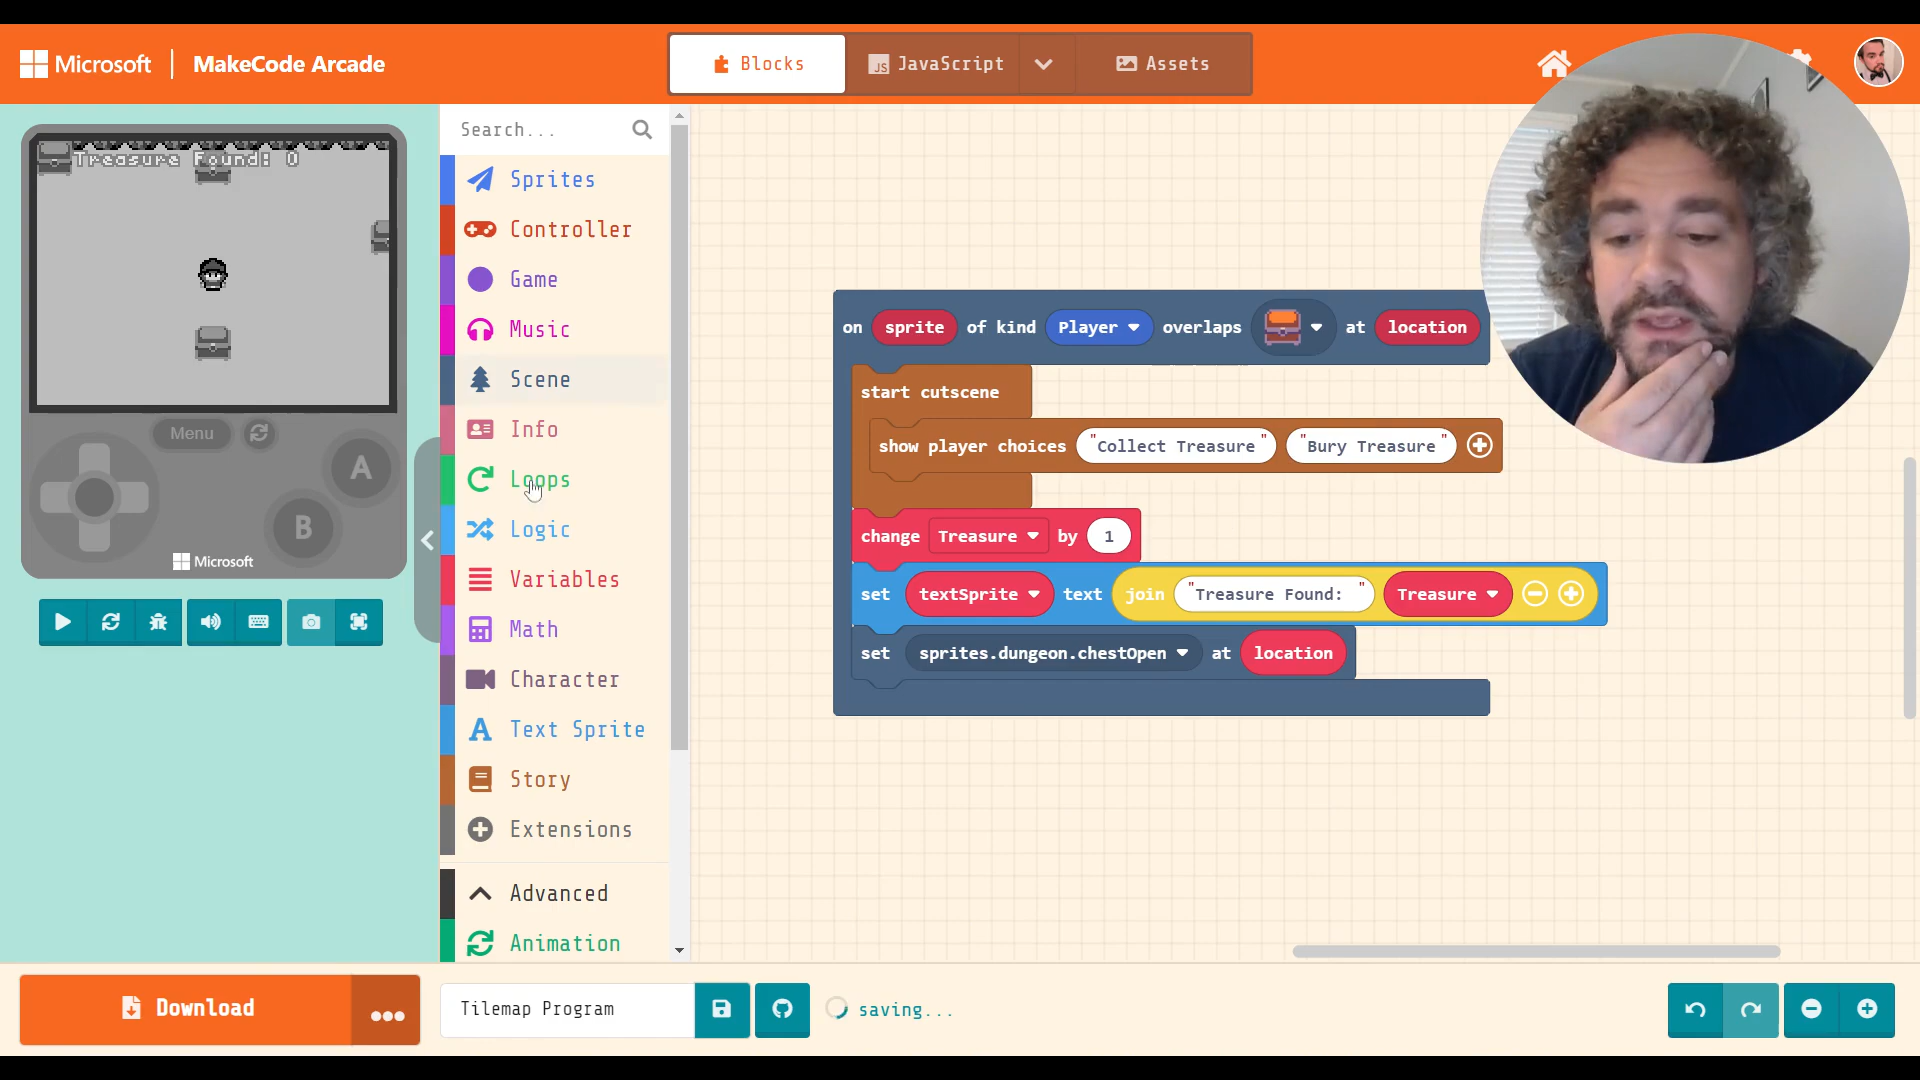 Microsoft | MakeCode Arcade
Blocks
JS JavaScript
Assets
Treasure Found: 0
Menu
A
B
Microsoft
Search...
Sprites
Controller
Game
Music
Scene
Info
Loops
Logic
Variables
Math
Character
Text Sprite
Story
Extensions
Advanced
Animation
on sprite of kind Player overlaps at location
start cutscene
show player choices "Collect Treasure" "Bury Treasure"
change Treasure by 1
set textSprite text join "Treasure Found: " Treasure
set sprites.dungeon.chestOpen at location
Download
Tilemap Program
saving...